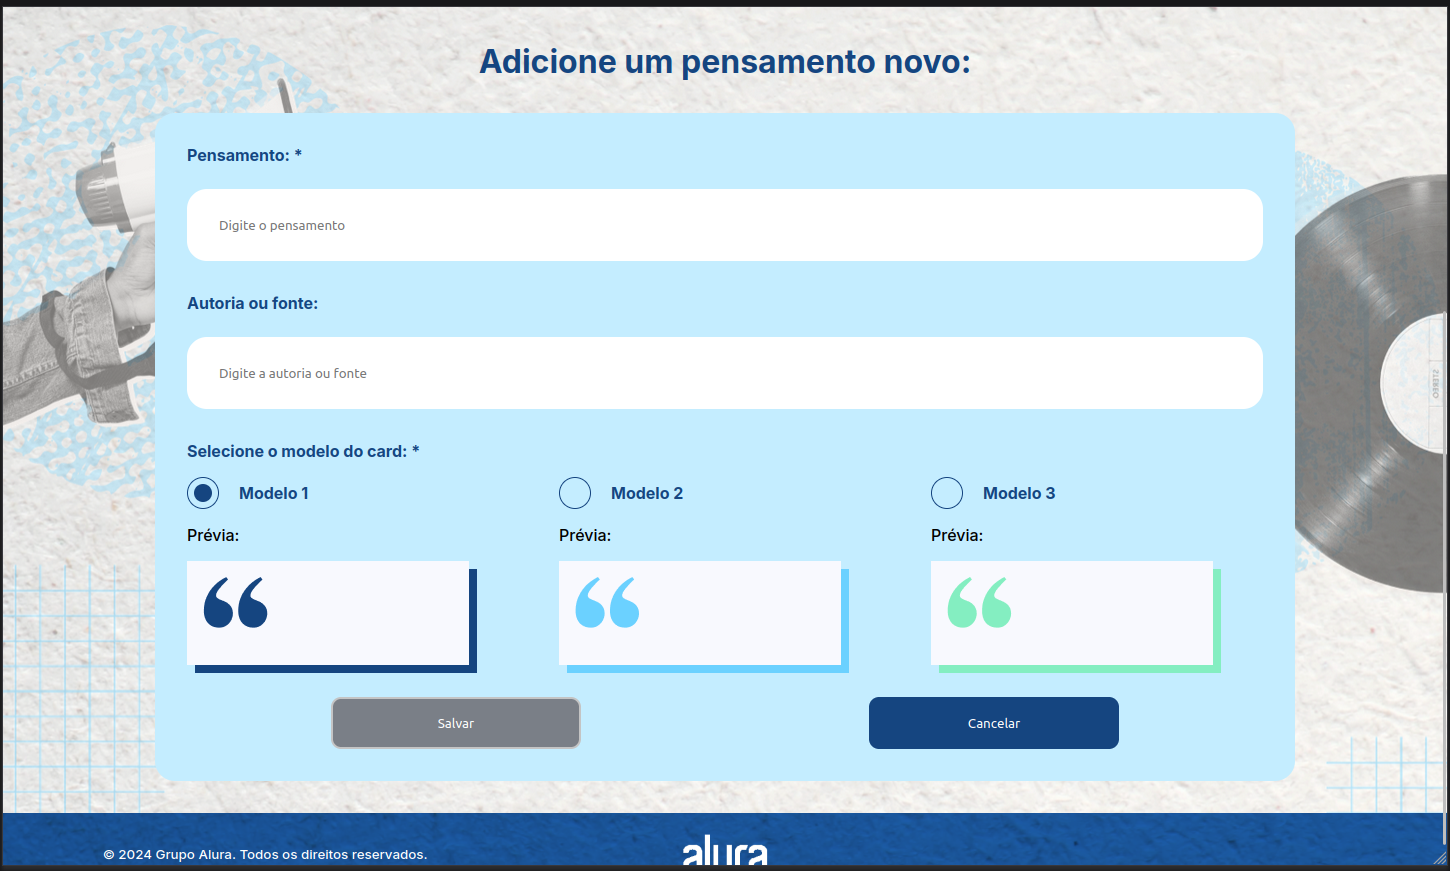 Adicione um pensamento novo:
Pensamento: *
Digite o pensamento
Autoria ou fonte:
Digite a autoria ou fonte
Selecione o modelo do card: *
Modelo 1 Modelo 2 Modelo 3
Prévia: Prévia: Prévia:
“ “ “
Salvar Cancelar
© 2024 Grupo Alura. Todos os direitos reservados.
alura